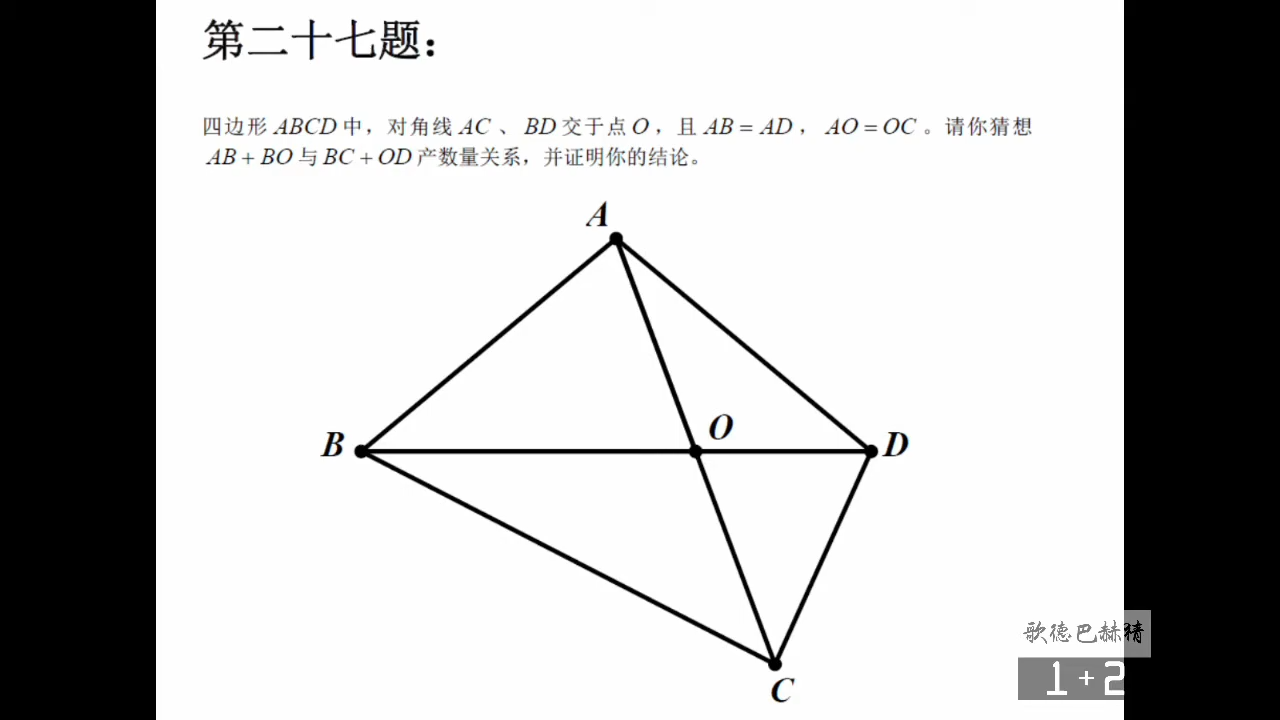 第二十七题：
四边形 ABCD 中，对角线 AC 、 BD 交于点 O ，且 AB = AD ， AO = OC 。请你猜想
AB + BO 与 BC + OD 产数量关系，并证明你的结论。
A
O
B
D
C
歌德巴赫猜
1+2